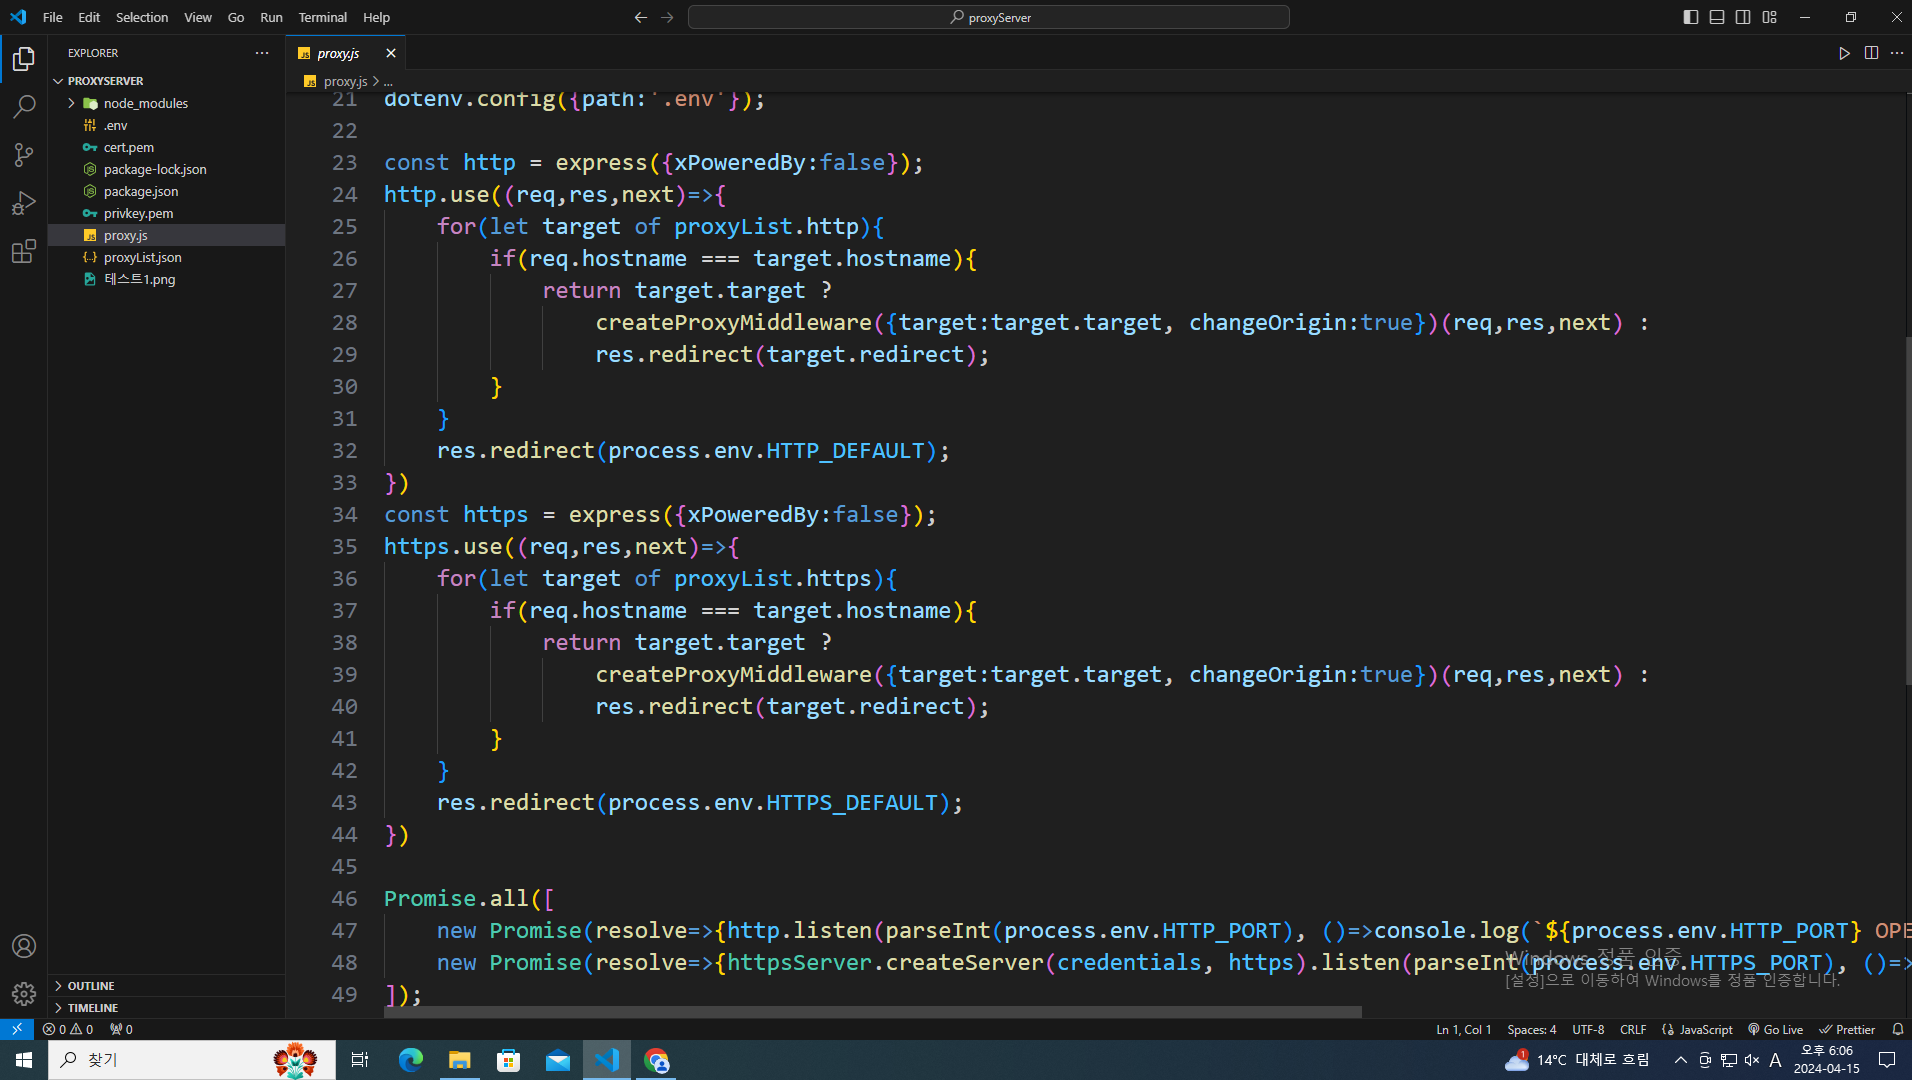 File Edit Selection View Go Run Terminal Help
proxyServer
EXPLORER
PROXYSERVER
node_modules
.env
cert.pem
package-lock.json
package.json
privkey.pem
proxy.js
proxyList.json
테스트1.png
OUTLINE
TIMELINE
proxy.js
proxy.js > ...
21 dotenv.config({path:'.env'});
22
23 const http = express({xPoweredBy:false});
24 http.use((req,res,next)=>{
25     for(let target of proxyList.http){
26         if(req.hostname === target.hostname){
27             return target.target ?
28                 createProxyMiddleware({target:target.target, changeOrigin:true})(req,res,next) :
29                 res.redirect(target.redirect);
30         }
31     }
32     res.redirect(process.env.HTTP_DEFAULT);
33 })
34 const https = express({xPoweredBy:false});
35 https.use((req,res,next)=>{
36     for(let target of proxyList.https){
37         if(req.hostname === target.hostname){
38             return target.target ?
39                 createProxyMiddleware({target:target.target, changeOrigin:true})(req,res,next) :
40                 res.redirect(target.redirect);
41         }
42     }
43     res.redirect(process.env.HTTPS_DEFAULT);
44 })
45
46 Promise.all([
47     new Promise(resolve=>{http.listen(parseInt(process.env.HTTP_PORT), ()=>console.log(`${process.env.HTTP_PORT} OPE
48     new Promise(resolve=>{httpsServer.createServer(credentials, https).listen(parseInt(process.env.HTTPS_PORT), ()=>
49 ]);
Windows 정품 인증
[설정]으로 이동하여 Windows를 정품 인증합니다.
0 0 0
Ln 1, Col 1 Spaces: 4 UTF-8 CRLF JavaScript Go Live Prettier
찾기
1
14°C 대체로 흐림
A
오후 6:06
2024-04-15